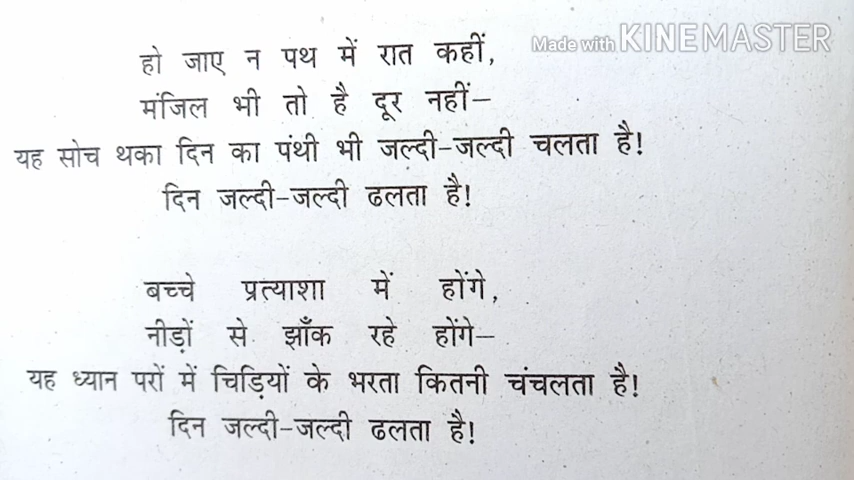 Made with KINEMASTER
हो जाए न पथ में रात कहीं,
मंजिल भी तो है दूर नहीं–
यह सोच थका दिन का पंथी भी जल्दी-जल्दी चलता है!
दिन जल्दी-जल्दी ढलता है!
बच्चे प्रत्याशा में होंगे,
नीड़ों से झाँक रहे होंगे–
यह ध्यान परों में चिड़ियों के भरता कितनी चंचलता है!
दिन जल्दी-जल्दी ढलता है!